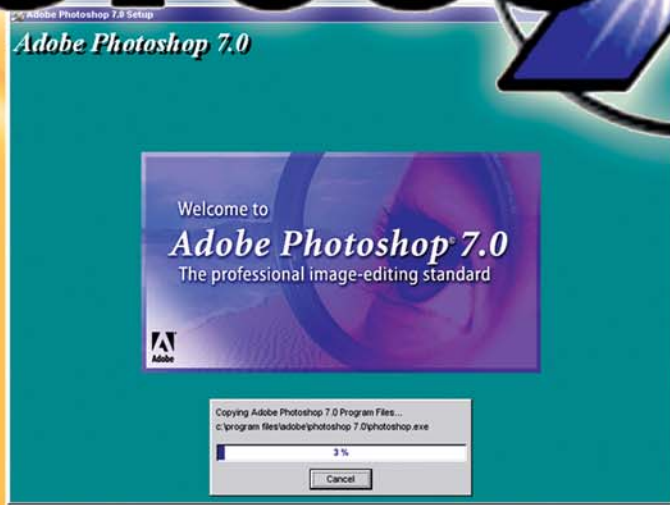 Adobe Photoshop 7.0 Setup
Adobe Photoshop 7.0
Welcome to
Adobe Photoshop® 7.0
The professional image-editing standard
Adobe
Copying Adobe Photoshop 7.0 Program Files...
c:\program files\adobe\photoshop 7.0\photoshop.exe
3 %
Cancel